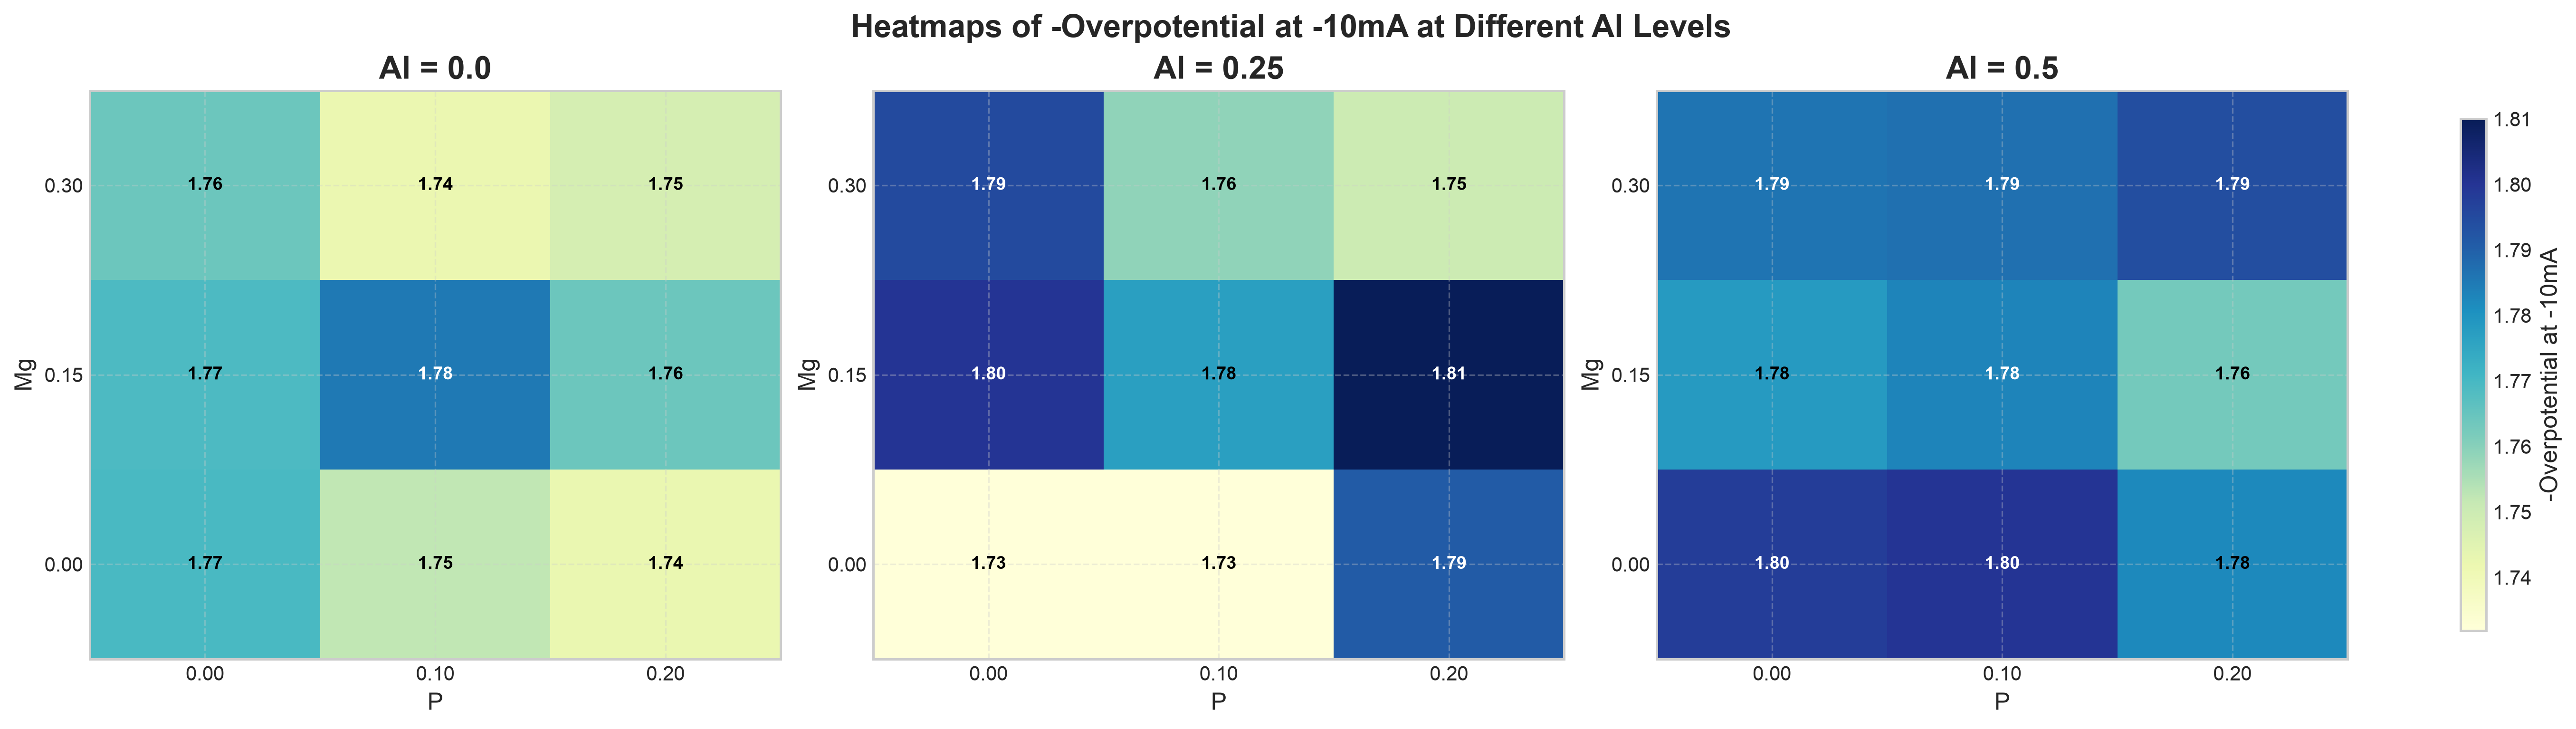 Heatmaps of -Overpotential at -10mA at Different Al Levels
Al = 0.0
Mg
0.30
0.15
0.00
1.76 1.74 1.75
1.77 1.78 1.76
1.77 1.75 1.74
0.00 0.10 0.20
P
Al = 0.25
Mg
0.30
0.15
0.00
1.79 1.76 1.75
1.80 1.78 1.81
1.73 1.73 1.79
0.00 0.10 0.20
P
Al = 0.5
Mg
0.30
0.15
0.00
1.79 1.79 1.79
1.78 1.78 1.76
1.80 1.80 1.78
0.00 0.10 0.20
P
1.81
1.80
1.79
1.78
1.77
1.76
1.75
1.74
-Overpotential at -10mA